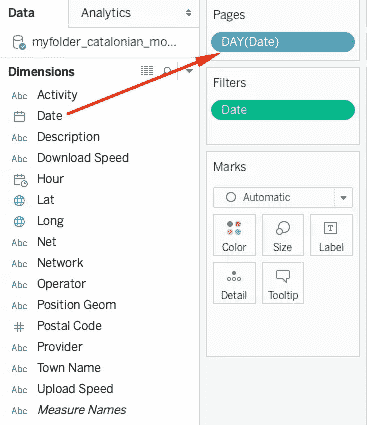 Data
Analytics
myfolder_catalonian_mo...
Dimensions
Abc Activity
Date
Abc Description
Abc Download Speed
Hour
Lat
Long
Abc Net
Abc Network
Abc Operator
Abc Position Geom
# Postal Code
Abc Provider
Abc Town Name
Abc Upload Speed
Abc Measure Names
Pages
DAY(Date)
Filters
Date
Marks
Automatic
Color Size Label
Detail Tooltip